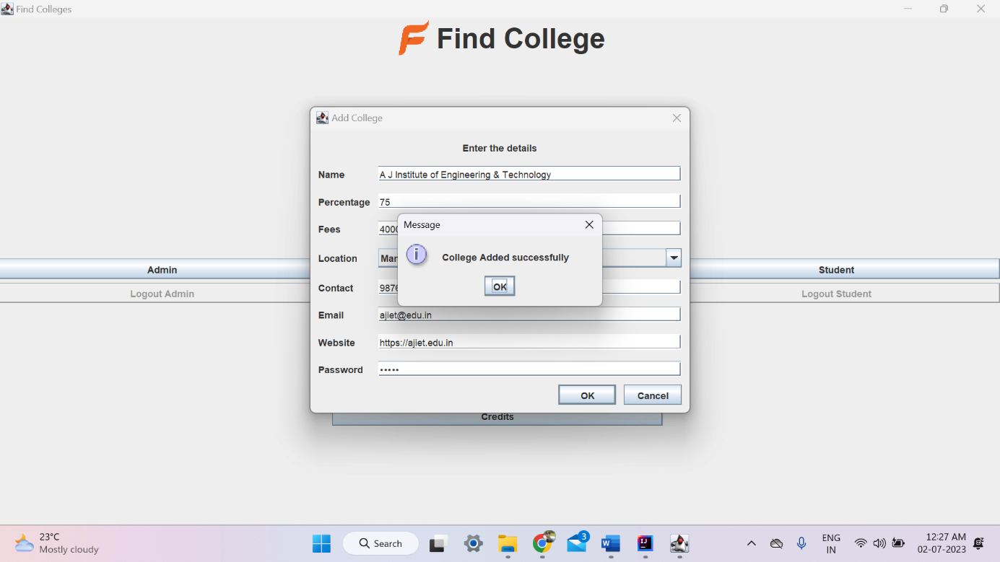 Find Colleges
Find College
Add College
Enter the details
Name A J Institute of Engineering & Technology
Percentage 75
Message
Fees 4000
College Added successfully
Location Man
Admin
Student
OK
Contact 9876
Logout Admin
Logout Student
Email ajiet@edu.in
Website https://ajiet.edu.in
Password •••••
OK Cancel
Credits
23°C
Mostly cloudy
Search
3
ENG
IN
12:27 AM
02-07-2023